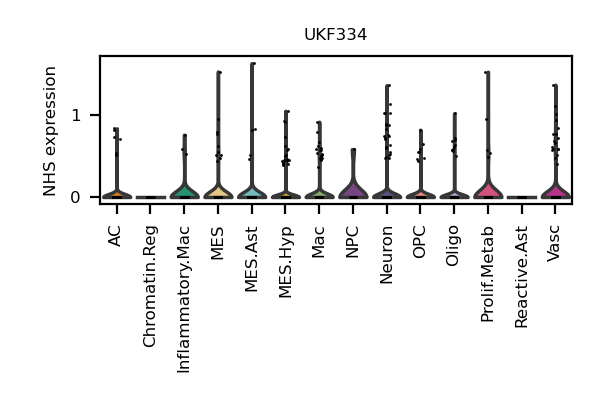 UKF334
NHS expression
1
0
AC
Chromatin.Reg
Inflammatory.Mac
MES
MES.Ast
MES.Hyp
Mac
NPC
Neuron
OPC
Oligo
Prolif.Metab
Reactive.Ast
Vasc